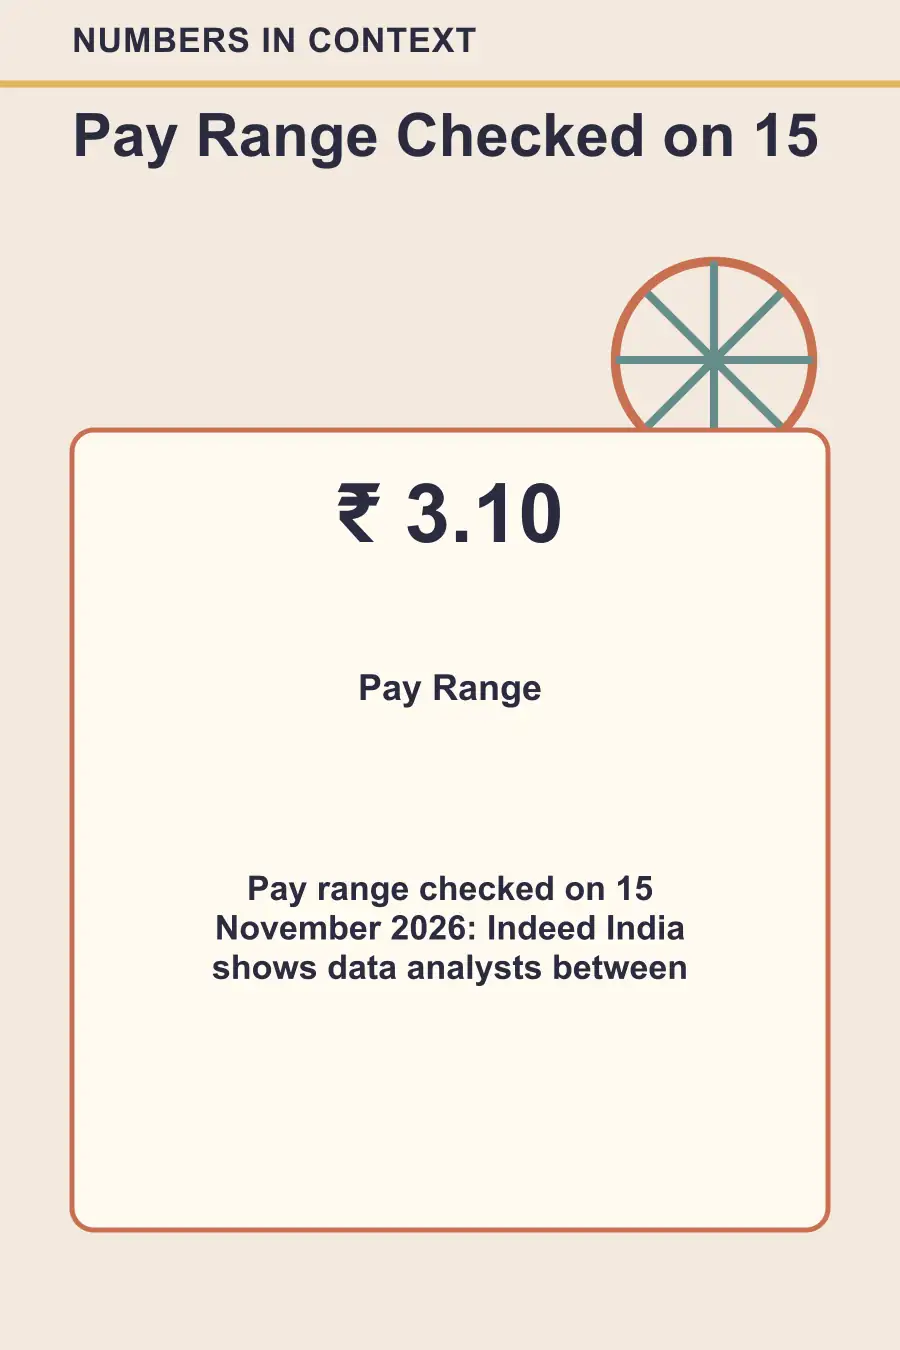 NUMBERS IN CONTEXT
Pay Range Checked on 15
₹ 3.10
Pay Range
Pay range checked on 15
November 2026: Indeed India
shows data analysts between